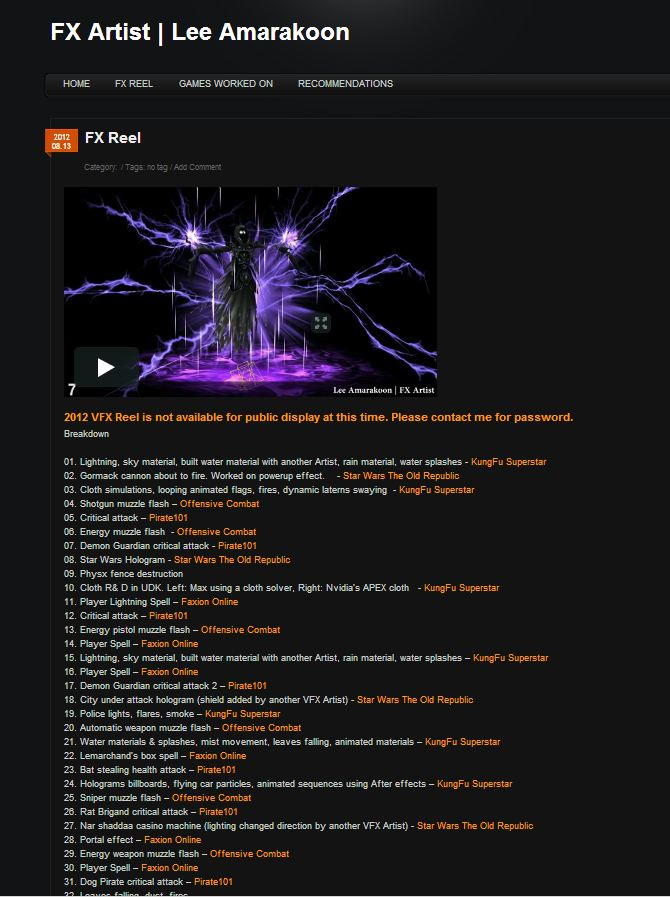 FX Artist | Lee Amarakoon
HOME FX REEL GAMES WORKED ON RECOMMENDATIONS
2012
08.13
FX Reel
Category: / Tags: no tag / Add Comment
7
Lee Amarakoon | FX Artist
2012 VFX Reel is not available for public display at this time. Please contact me for password.
Breakdown
01. Lightning, sky material, built water material with another Artist, rain material, water splashes - KungFu Superstar
02. Gormack cannon about to fire. Worked on powerup effect. - Star Wars The Old Republic
03. Cloth simulations, looping animated flags, fires, dynamic laterns swaying - KungFu Superstar
04. Shotgun muzzle flash – Offensive Combat
05. Critical attack – Pirate101
06. Energy muzzle flash - Offensive Combat
07. Demon Guardian critical attack - Pirate101
08. Star Wars Hologram - Star Wars The Old Republic
09. Physx fence destruction
10. Cloth R& D in UDK. Left: Max using a cloth solver, Right: Nvidia's APEX cloth - KungFu Superstar
11. Player Lightning Spell – Faxion Online
12. Critical attack – Pirate101
13. Energy pistol muzzle flash – Offensive Combat
14. Player Spell – Faxion Online
15. Lightning, sky material, built water material with another Artist, rain material, water splashes – KungFu Superstar
16. Player Spell – Faxion Online
17. Demon Guardian critical attack 2 – Pirate101
18. City under attack hologram (shield added by another VFX Artist) - Star Wars The Old Republic
19. Police lights, flares, smoke – KungFu Superstar
20. Automatic weapon muzzle flash – Offensive Combat
21. Water materials & splashes, mist movement, leaves falling, animated materials – KungFu Superstar
22. Lemarchand's box spell – Faxion Online
23. Bat stealing health attack – Pirate101
24. Holograms billboards, flying car particles, animated sequences using After effects – KungFu Superstar
25. Sniper muzzle flash – Offensive Combat
26. Rat Brigand critical attack – Pirate101
27. Nar shaddaa casino machine (lighting changed direction by another VFX Artist) - Star Wars The Old Republic
28. Portal effect – Faxion Online
29. Energy weapon muzzle flash – Offensive Combat
30. Player Spell – Faxion Online
31. Dog Pirate critical attack – Pirate101
32. Leaves falling, dust, fires